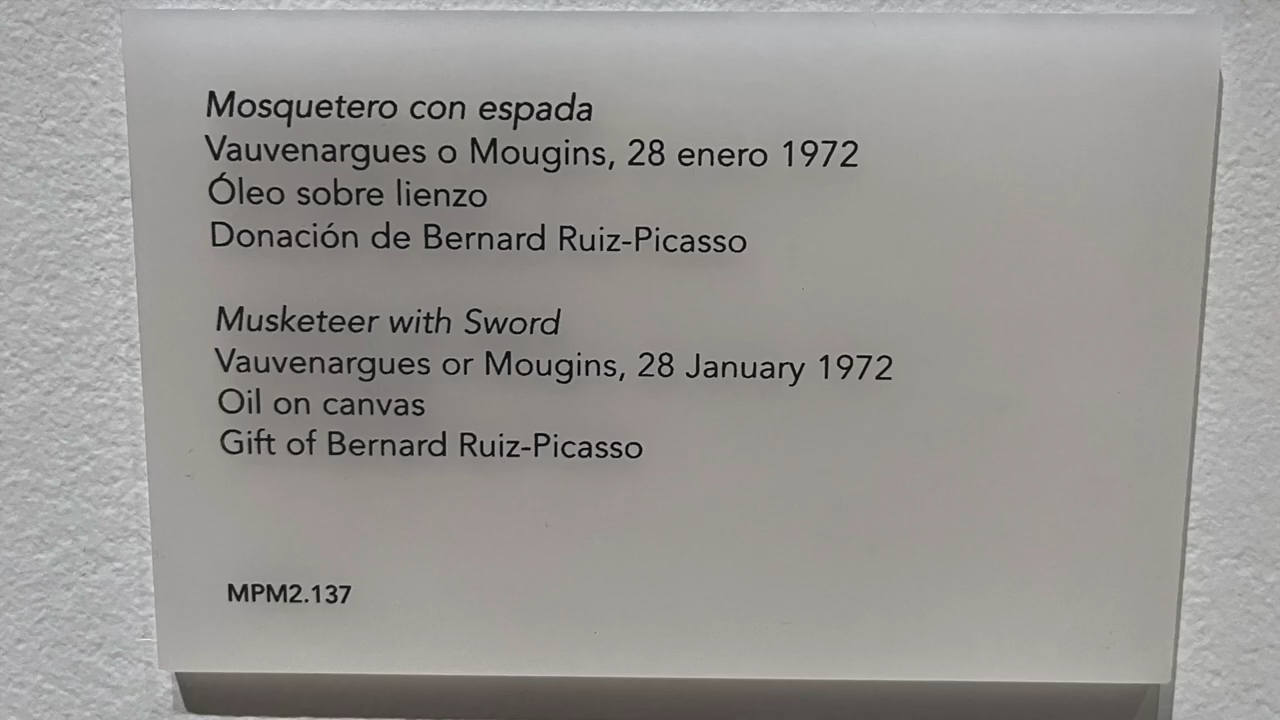 Mosquetero con espada
Vauvenargues o Mougins, 28 enero 1972
Óleo sobre lienzo
Donación de Bernard Ruiz-Picasso
Musketeer with Sword
Vauvenargues or Mougins, 28 January 1972
Oil on canvas
Gift of Bernard Ruiz-Picasso
MPM2.137